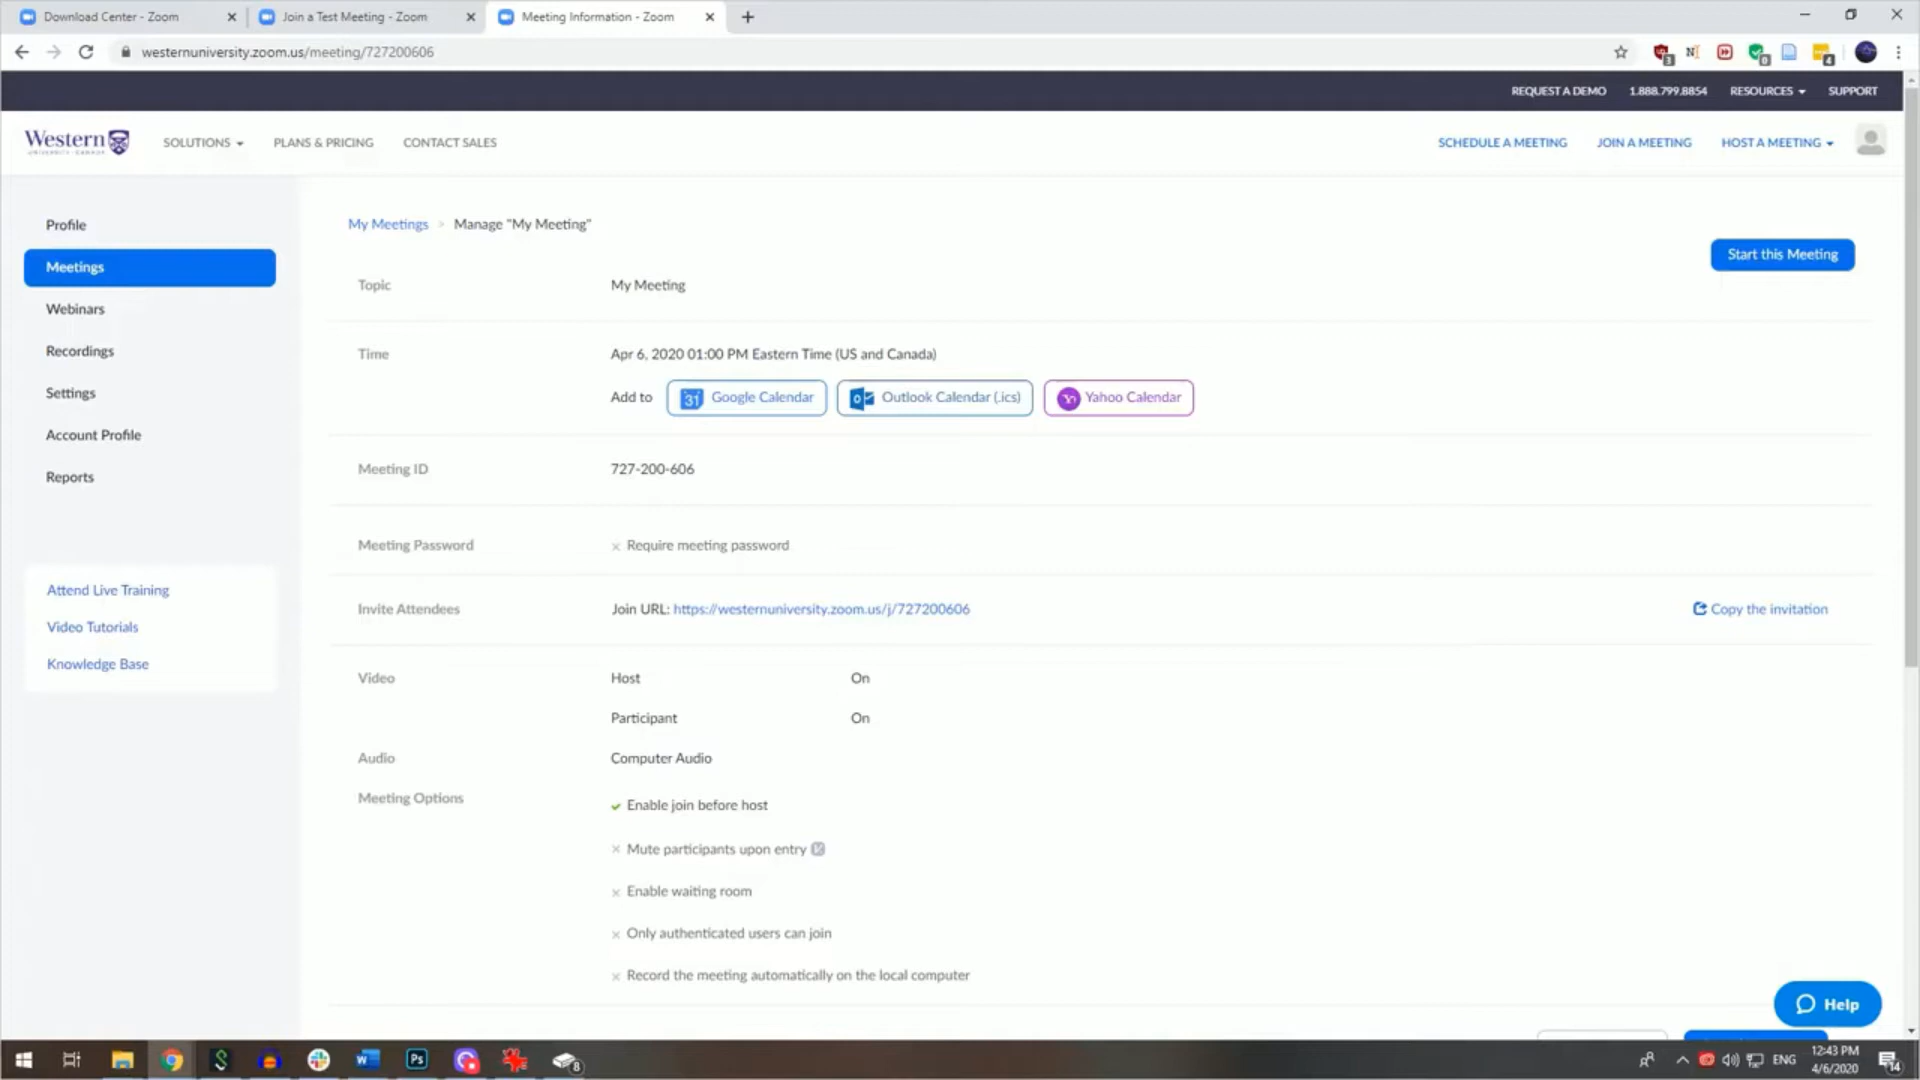 Download Center - Zoom
Join a Test Meeting - Zoom
Meeting Information - Zoom
westernuniversity.zoom.us/meeting/727200606
REQUEST A DEMO 1.888.799.8854 RESOURCES SUPPORT
Western
UNIVERSITY · CANADA
SOLUTIONS PLANS & PRICING CONTACT SALES
SCHEDULE A MEETING JOIN A MEETING HOST A MEETING
Profile
Meetings
Webinars
Recordings
Settings
Account Profile
Reports
Attend Live Training
Video Tutorials
Knowledge Base
My Meetings > Manage "My Meeting"
Start this Meeting
Topic My Meeting
Time Apr 6, 2020 01:00 PM Eastern Time (US and Canada)
Add to 31 Google Calendar Outlook Calendar (.ics) Yahoo Calendar
Meeting ID 727-200-606
Meeting Password × Require meeting password
Invite Attendees Join URL: https://westernuniversity.zoom.us/j/727200606 Copy the invitation
Video Host On
Participant On
Audio Computer Audio
Meeting Options ✓ Enable join before host
× Mute participants upon entry
× Enable waiting room
× Only authenticated users can join
× Record the meeting automatically on the local computer
Help
Ps
8
ENG
12:43 PM
4/6/2020
14